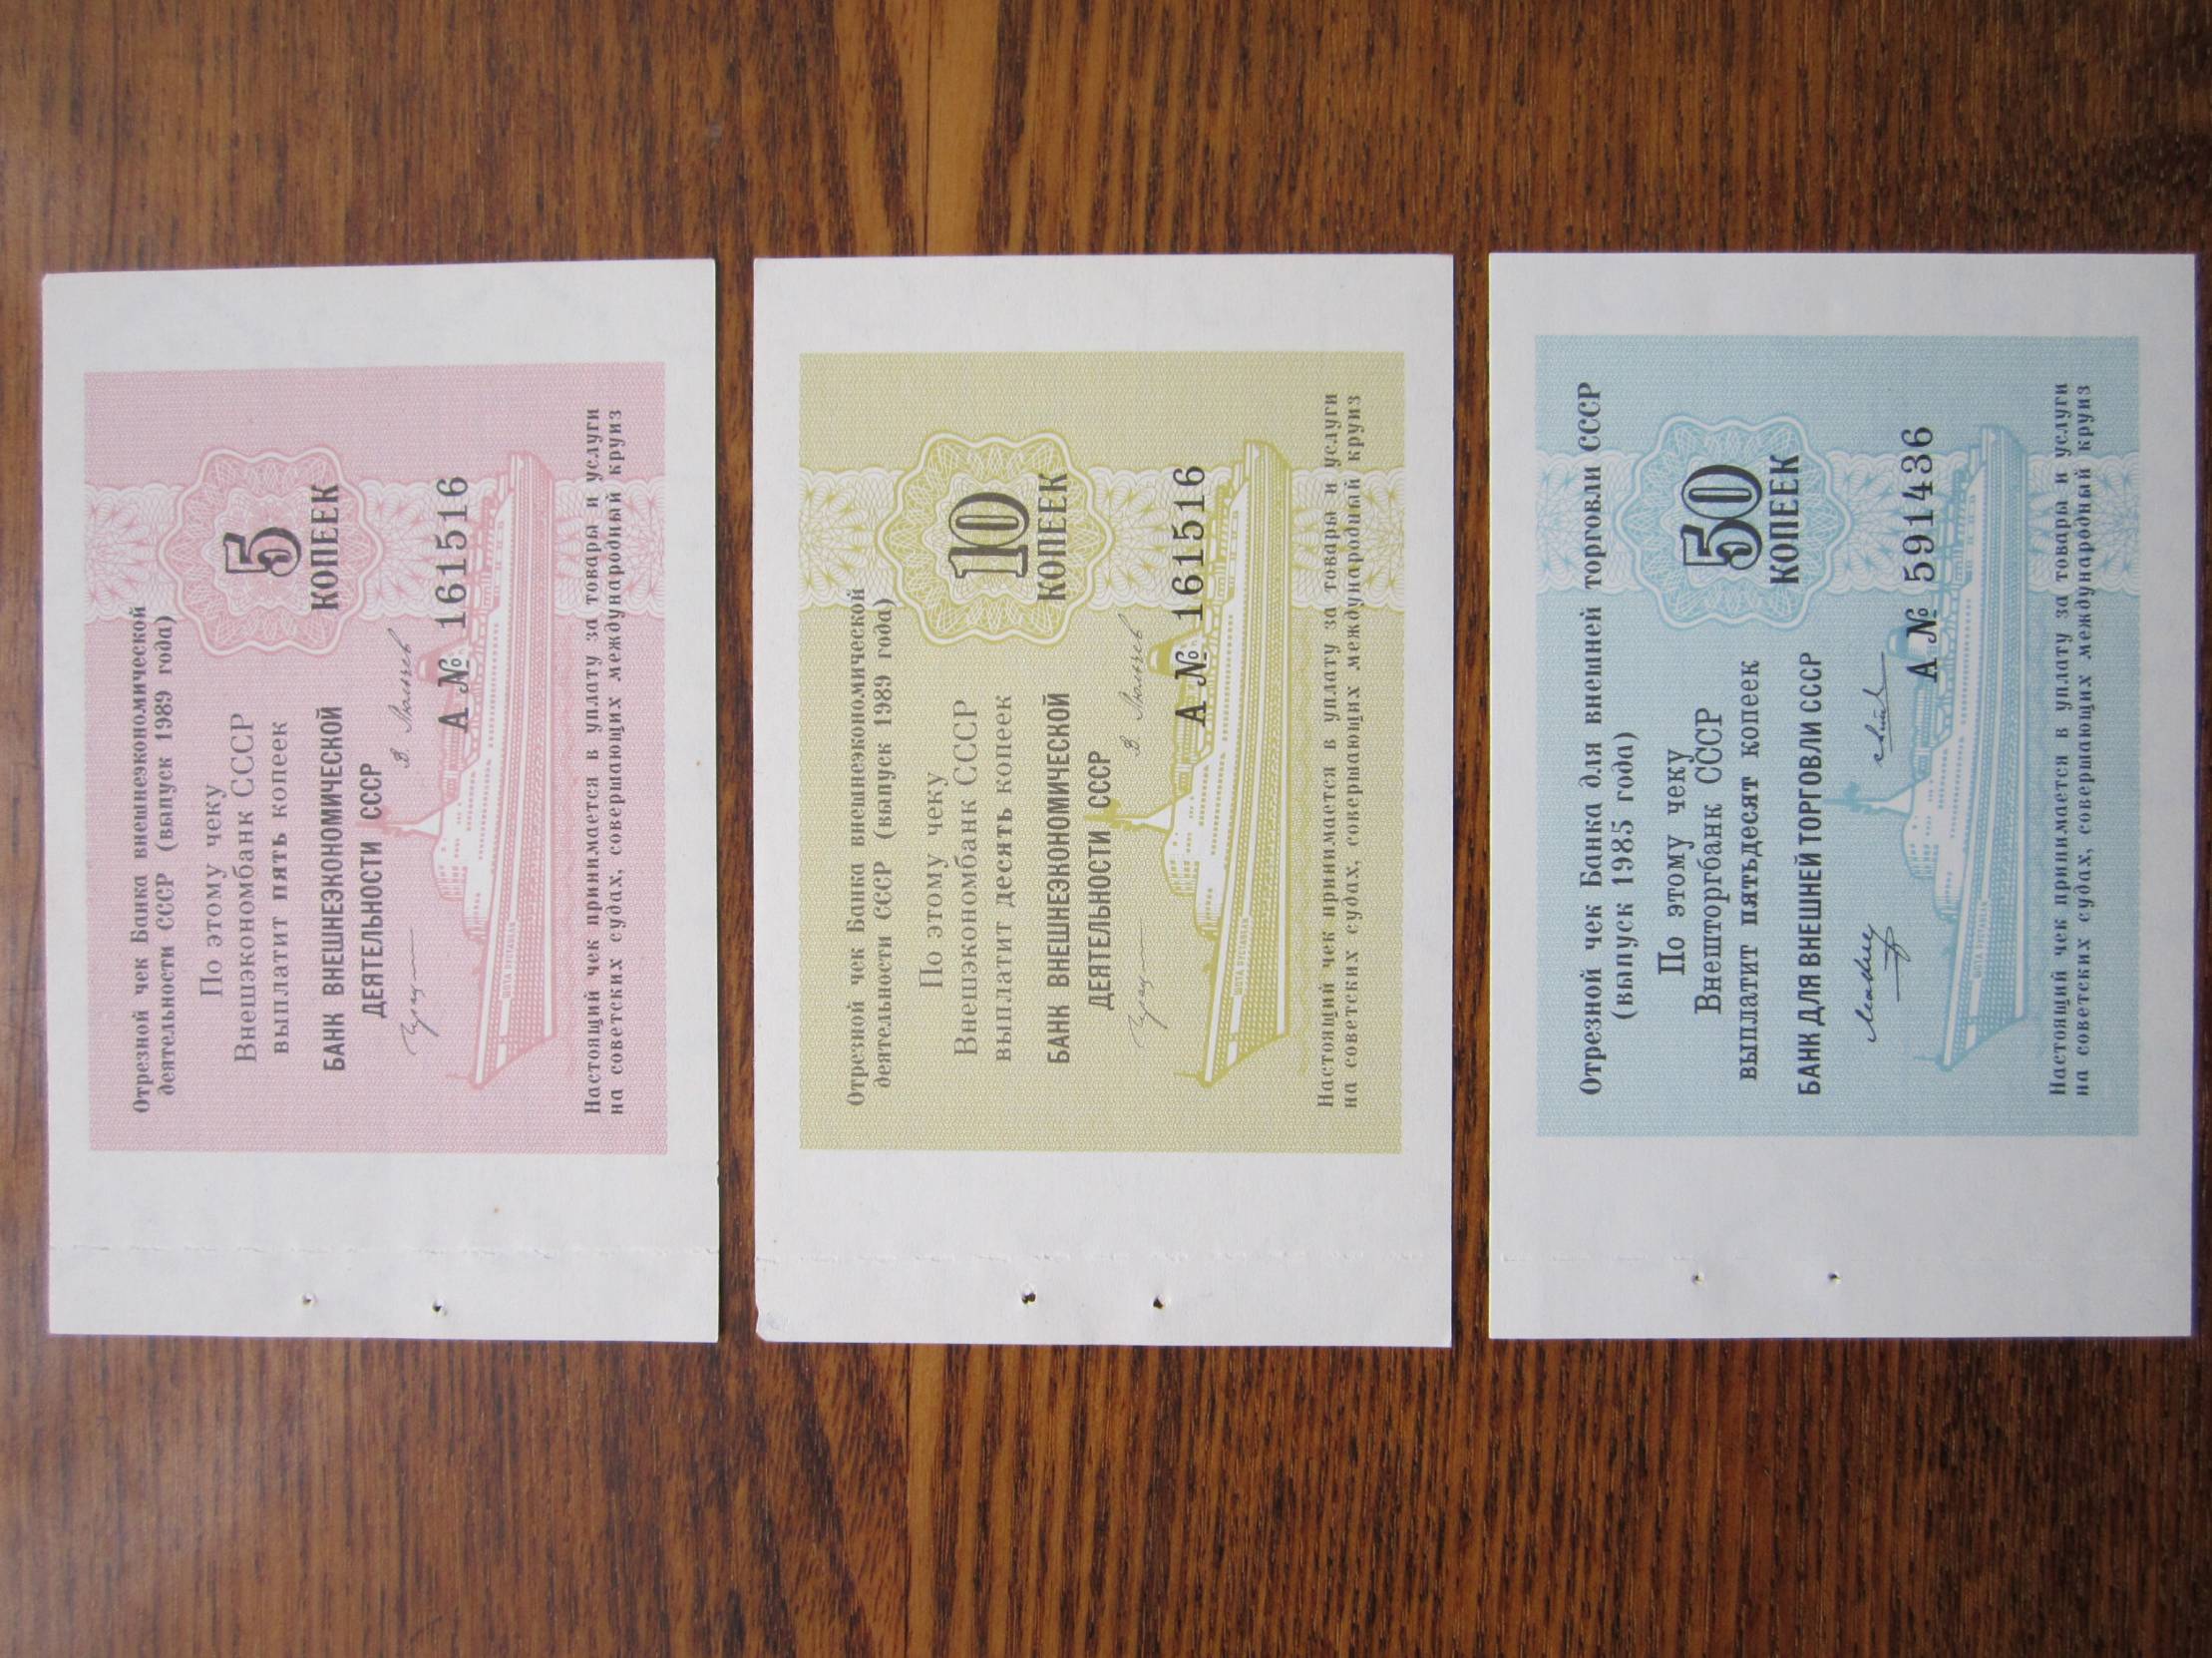 Отрезной чек Банка внешнеэкономической
деятельности СССР (выпуск 1989 года)
По этому чеку
Внешэкономбанк СССР
выплатит пять копеек
5
КОПЕЕК
БАНК ВНЕШНЕЭКОНОМИЧЕСКОЙ
ДЕЯТЕЛЬНОСТИ СССР
А № 161516
Настоящий чек принимается в уплату за товары и услуги
на советских судах, совершающих международный круиз
Отрезной чек Банка внешнеэкономической
деятельности СССР (выпуск 1989 года)
По этому чеку
Внешэкономбанк СССР
выплатит десять копеек
10
КОПЕЕК
БАНК ВНЕШНЕЭКОНОМИЧЕСКОЙ
ДЕЯТЕЛЬНОСТИ СССР
А № 161516
Настоящий чек принимается в уплату за товары и услуги
на советских судах, совершающих международный круиз
Отрезной чек Банка для внешней торговли СССР
(выпуск 1985 года)
По этому чеку
Внешторгбанк СССР
выплатит пятьдесят копеек
50
КОПЕЕК
БАНК ДЛЯ ВНЕШНЕЙ ТОРГОВЛИ СССР
А № 591436
Настоящий чек принимается в уплату за товары и услуги
на советских судах, совершающих международный круиз